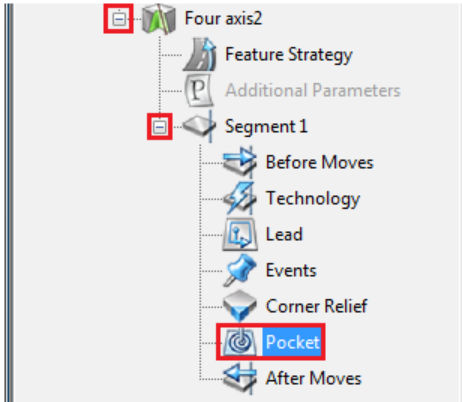 Four axis2
Feature Strategy
P Additional Parameters
Segment 1
Before Moves
Technology
Lead
Events
Corner Relief
Pocket
After Moves